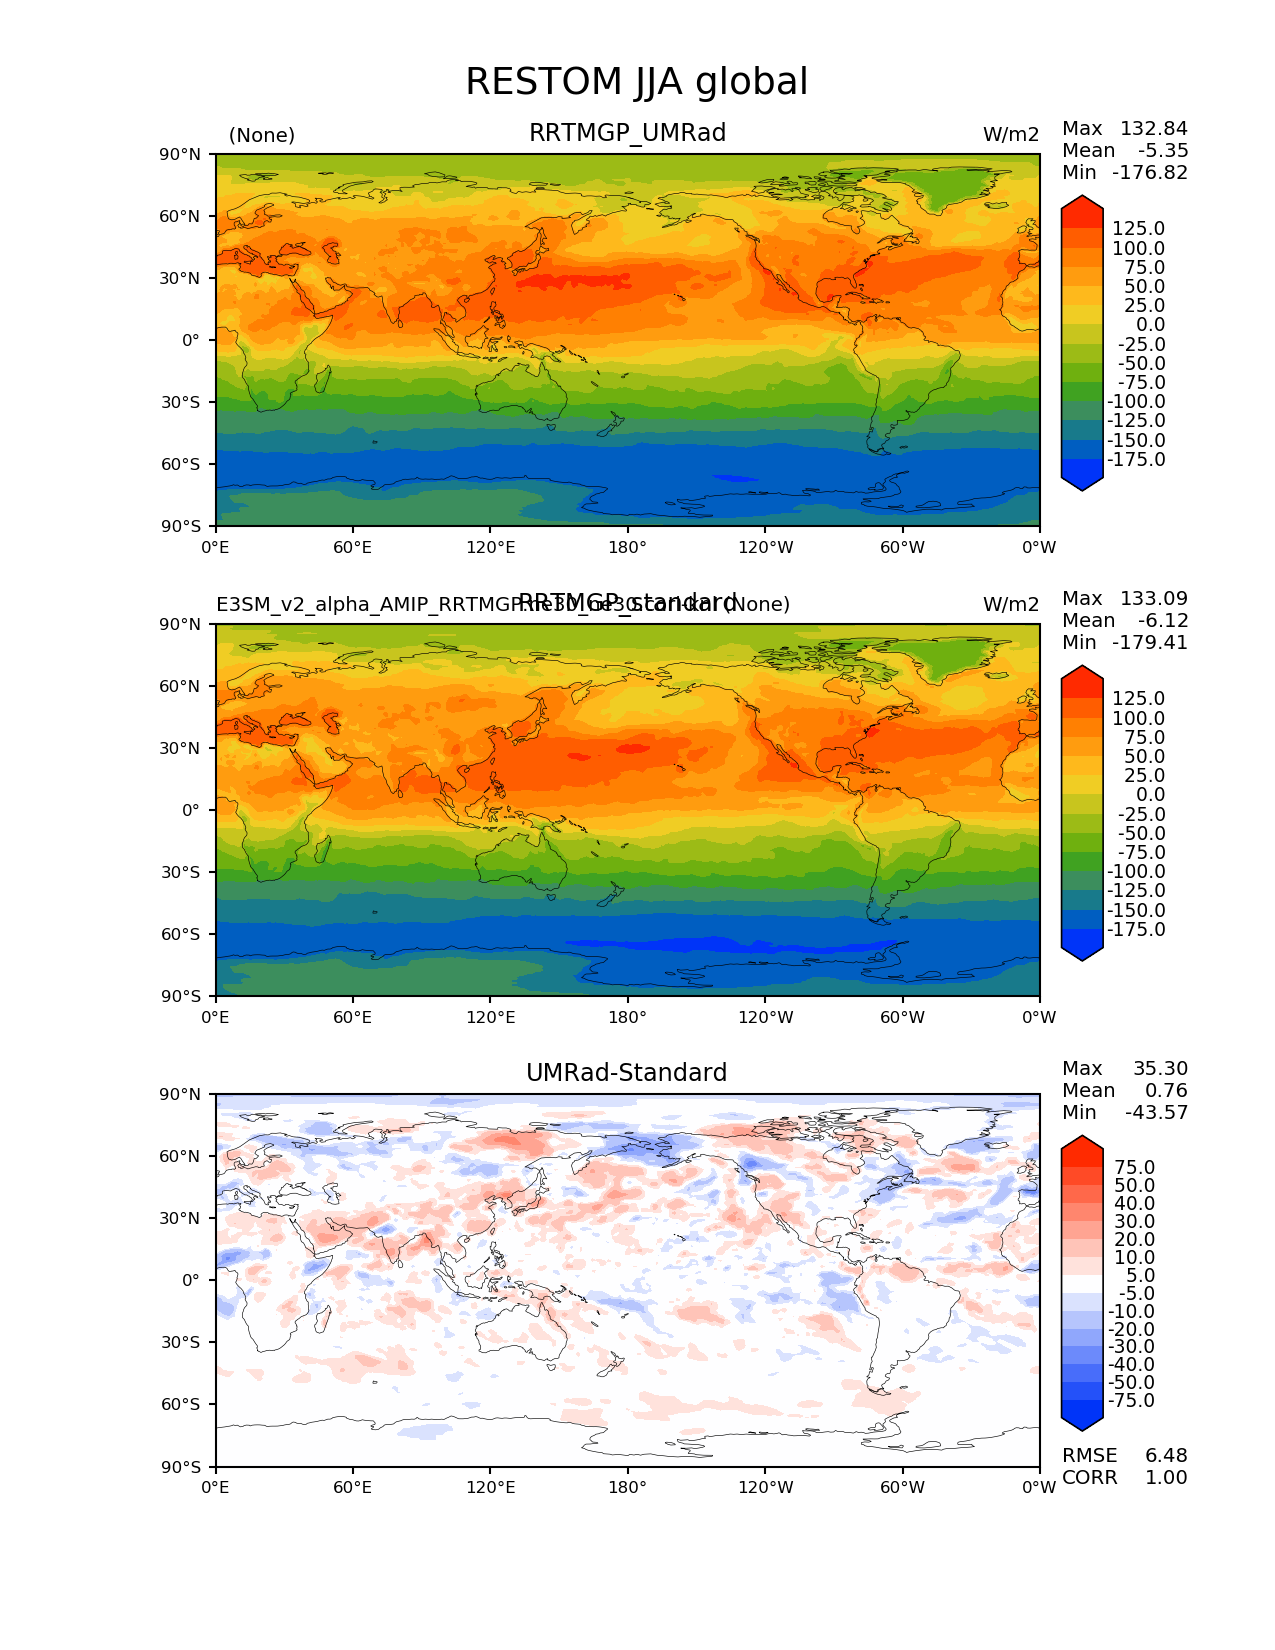 RESTOM JJA global
(None) RRTMGP_UMRad W/m2
Max 132.84
Mean -5.35
Min -176.82
90°N
60°N
30°N
0°
30°S
60°S
90°S
0°E 60°E 120°E 180° 120°W 60°W 0°W
125.0
100.0
75.0
50.0
25.0
0.0
-25.0
-50.0
-75.0
-100.0
-125.0
-150.0
-175.0
E3SM_v2_alpha_AMIP_RRTMGP (None) RRTMGP_standard W/m2
Max 133.09
Mean -6.12
Min -179.41
90°N
60°N
30°N
0°
30°S
60°S
90°S
0°E 60°E 120°E 180° 120°W 60°W 0°W
125.0
100.0
75.0
50.0
25.0
0.0
-25.0
-50.0
-75.0
-100.0
-125.0
-150.0
-175.0
UMRad-Standard
Max 35.30
Mean 0.76
Min -43.57
90°N
60°N
30°N
0°
30°S
60°S
90°S
0°E 60°E 120°E 180° 120°W 60°W 0°W
75.0
50.0
40.0
30.0
20.0
10.0
5.0
-5.0
-10.0
-20.0
-30.0
-40.0
-50.0
-75.0
RMSE 6.48
CORR 1.00